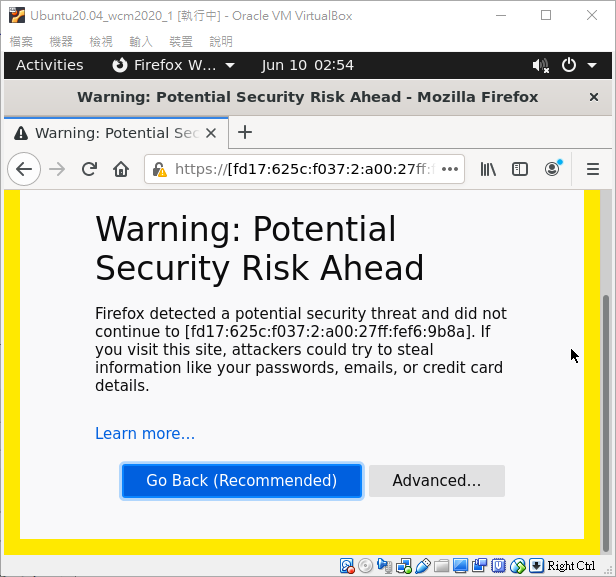 Ubuntu20.04_wcm2020_1 [執行中] - Oracle VM VirtualBox
檔案 機器 檢視 輸入 裝置 說明
Activities Firefox W... Jun 10 02:54
Warning: Potential Security Risk Ahead - Mozilla Firefox
Warning: Potential Sec
https://[fd17:625c:f037:2:a00:27ff:f
Warning: Potential
Security Risk Ahead
Firefox detected a potential security threat and did not
continue to [fd17:625c:f037:2:a00:27ff:fef6:9b8a]. If
you visit this site, attackers could try to steal
information like your passwords, emails, or credit card
details.
Learn more...
Go Back (Recommended) Advanced...
Right Ctrl